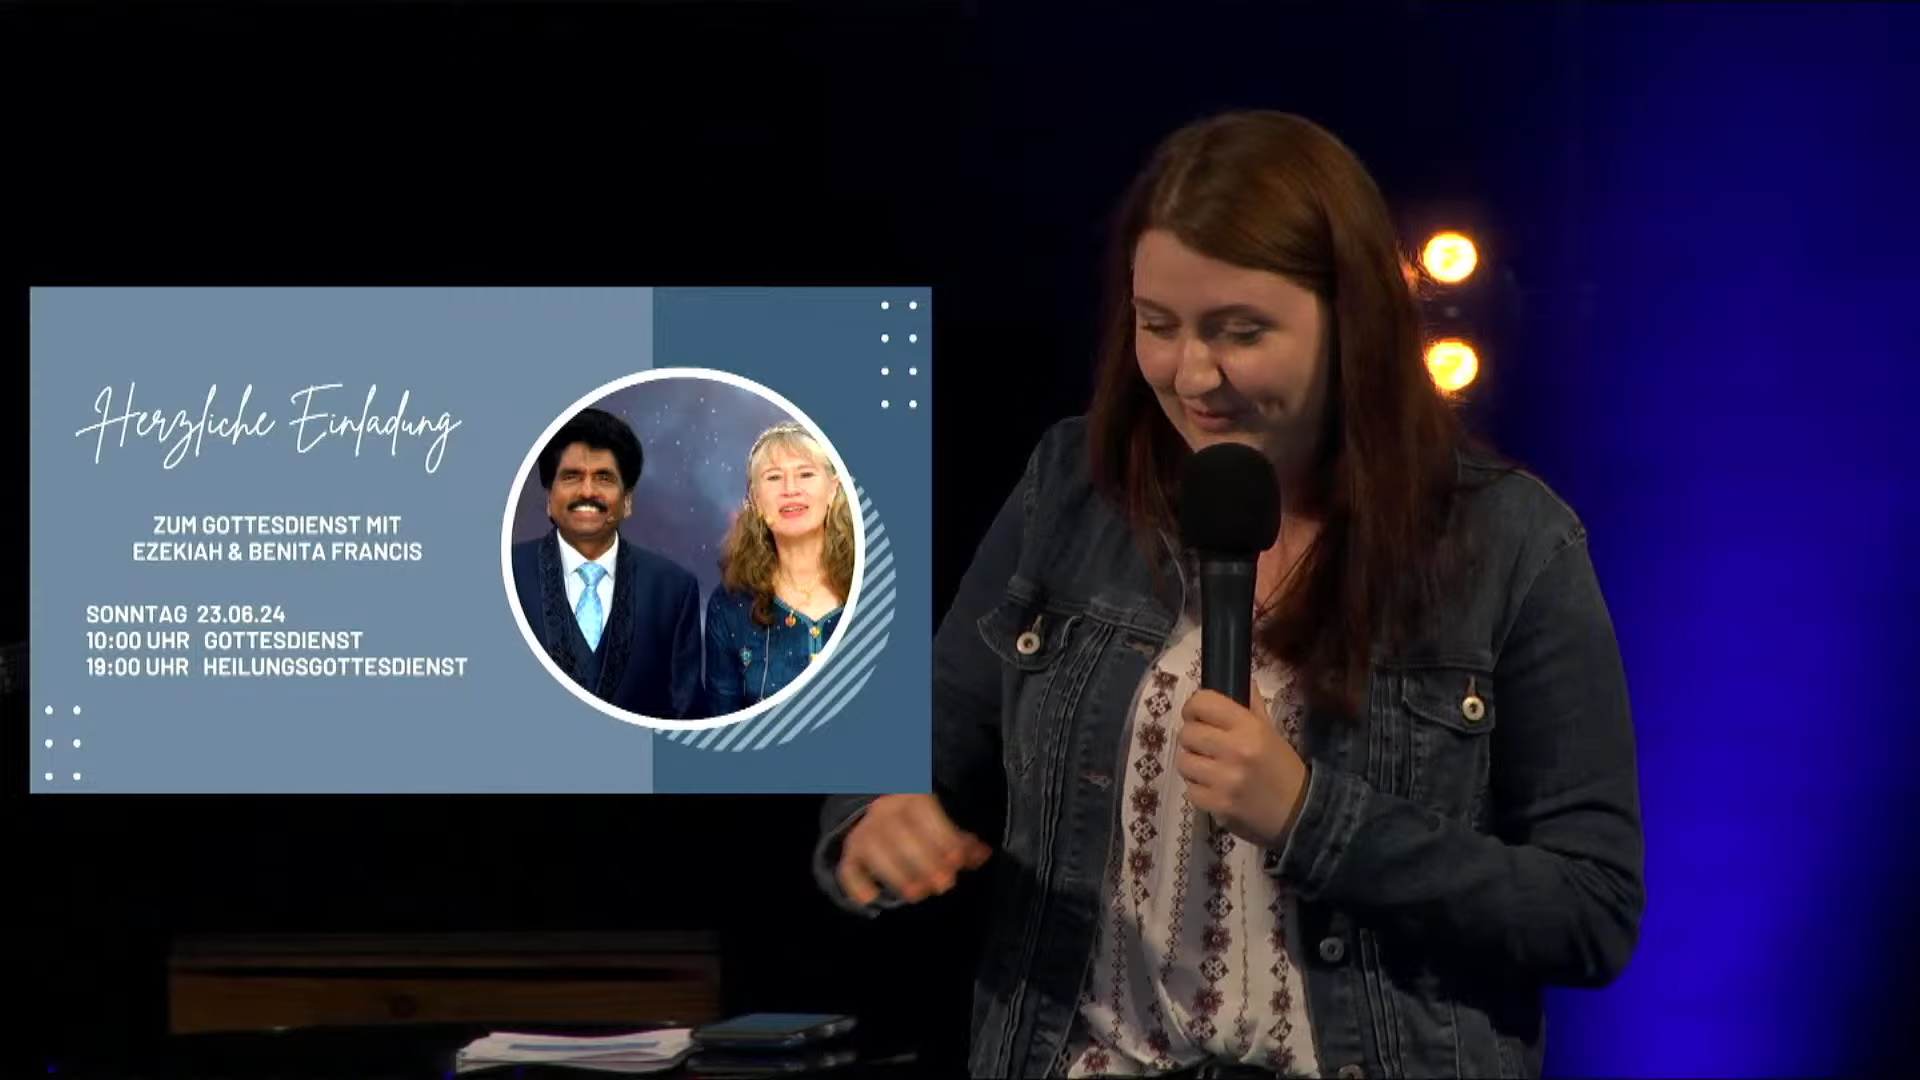 Herzliche Einladung
ZUM GOTTESDIENST MIT
EZEKIAH & BENITA FRANCIS
SONNTAG 23.06.24
10:00 UHR GOTTESDIENST
19:00 UHR HEILUNGSGOTTESDIENST